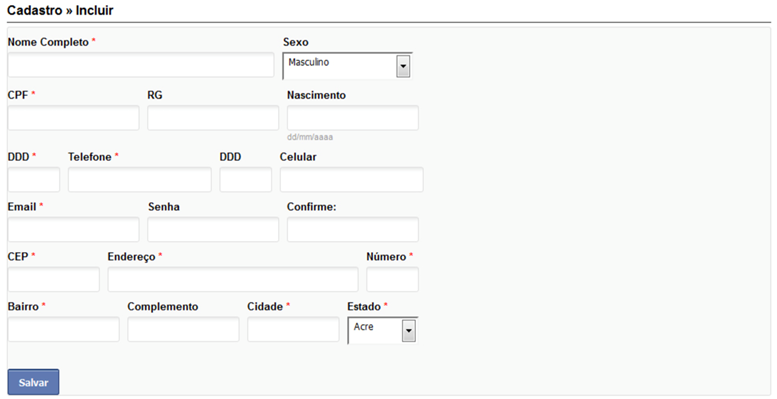 Cadastro » Incluir
Nome Completo * Sexo
Masculino
CPF * RG Nascimento
dd/mm/aaaa
DDD * Telefone * DDD Celular
Email * Senha Confirme:
CEP * Endereço * Número *
Bairro * Complemento Cidade * Estado *
Acre
Salvar